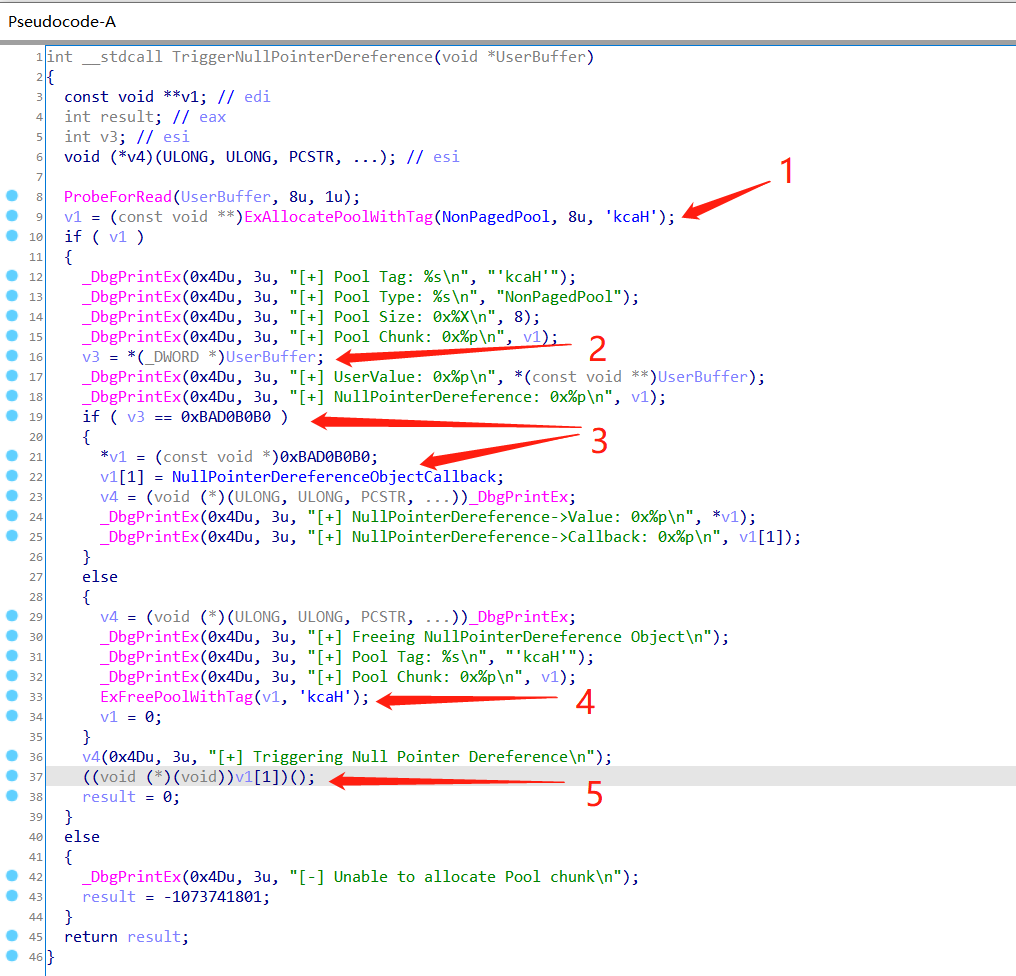 Pseudocode-A
1 int __stdcall TriggerNullPointerDereference(void *UserBuffer)
2 {
3   const void **v1; // edi
4   int result; // eax
5   int v3; // esi
6   void (*v4)(ULONG, ULONG, PCSTR, ...); // esi
7
1
8   ProbeForRead(UserBuffer, 8u, 1u);
9   v1 = (const void **)ExAllocatePoolWithTag(NonPagedPool, 8u, 'kcaH');
10   if ( v1 )
11   {
12     _DbgPrintEx(0x4Du, 3u, "[+] Pool Tag: %s\n", "'kcaH'");
13     _DbgPrintEx(0x4Du, 3u, "[+] Pool Type: %s\n", "NonPagedPool");
14     _DbgPrintEx(0x4Du, 3u, "[+] Pool Size: 0x%X\n", 8);
15     _DbgPrintEx(0x4Du, 3u, "[+] Pool Chunk: 0x%p\n", v1);
16     v3 = *(_DWORD *)UserBuffer;
2
17     _DbgPrintEx(0x4Du, 3u, "[+] UserValue: 0x%p\n", *(const void **)UserBuffer);
18     _DbgPrintEx(0x4Du, 3u, "[+] NullPointerDereference: 0x%p\n", v1);
19     if ( v3 == 0xBAD0B0B0 )
20     {
3
21       *v1 = (const void *)0xBAD0B0B0;
22       v1[1] = NullPointerDereferenceObjectCallback;
23       v4 = (void (*)(ULONG, ULONG, PCSTR, ...))_DbgPrintEx;
24       _DbgPrintEx(0x4Du, 3u, "[+] NullPointerDereference->Value: 0x%p\n", *v1);
25       _DbgPrintEx(0x4Du, 3u, "[+] NullPointerDereference->Callback: 0x%p\n", v1[1]);
26     }
27     else
28     {
29       v4 = (void (*)(ULONG, ULONG, PCSTR, ...))_DbgPrintEx;
30       _DbgPrintEx(0x4Du, 3u, "[+] Freeing NullPointerDereference Object\n");
31       _DbgPrintEx(0x4Du, 3u, "[+] Pool Tag: %s\n", "'kcaH'");
32       _DbgPrintEx(0x4Du, 3u, "[+] Pool Chunk: 0x%p\n", v1);
33       ExFreePoolWithTag(v1, 'kcaH');
4
34       v1 = 0;
35     }
36     v4(0x4Du, 3u, "[+] Triggering Null Pointer Dereference\n");
37     ((void (*)(void))v1[1])();
5
38     result = 0;
39   }
40   else
41   {
42     _DbgPrintEx(0x4Du, 3u, "[-] Unable to allocate Pool chunk\n");
43     result = -1073741801;
44   }
45   return result;
46 }